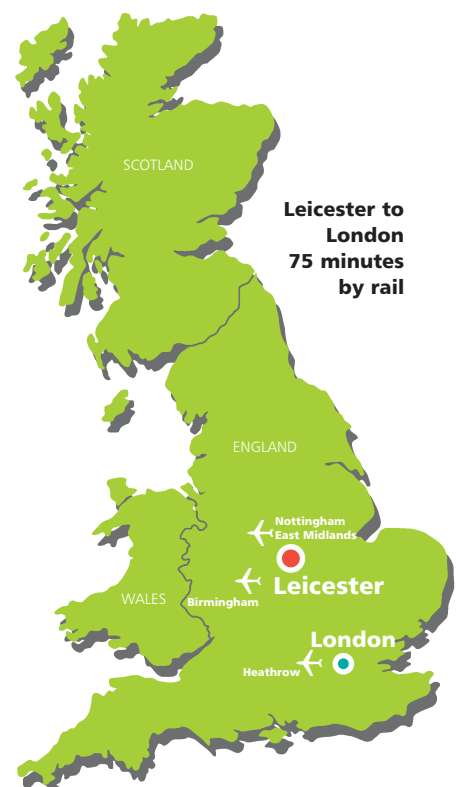 SCOTLAND
Leicester to
London
75 minutes
by rail
ENGLAND
Nottingham
East Midlands
Leicester
WALES
Birmingham
London
Heathrow